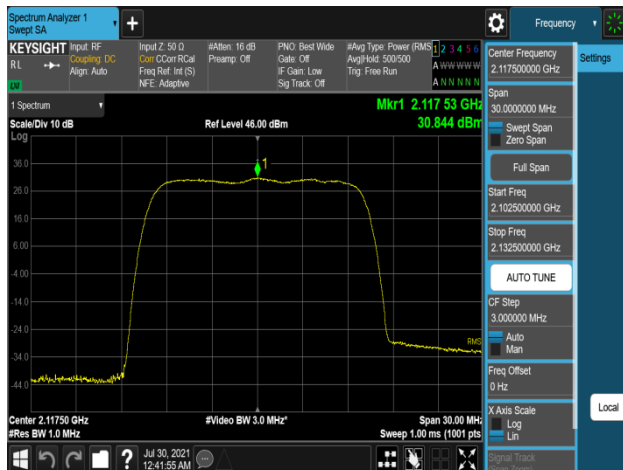 Spectrum Analyzer 1
Swept SA
+
Frequency
KEYSIGHT
RL
Input: RF
Coupling: DC
Align: Auto
Input Z: 50 Ω
Corr CCorr RCal
Freq Ref: Int (S)
NFE: Adaptive
#Atten: 16 dB
Preamp: Off
PNO: Best Wide
Gate: Off
IF Gain: Low
Sig Track: Off
#Avg Type: Power (RMS
Avg|Hold: 500/500
Trig: Free Run
1 2 3 4 5 6
A W W W W W
A N N N N N
1 Spectrum
Scale/Div 10 dB
Log
Ref Level 46.00 dBm
Mkr1 2.117 53 GHz
30.844 dBm
1
36.0
26.0
16.0
6.00
-4.00
-14.0
-24.0
-34.0
-44.0
RMS
Center 2.11750 GHz
#Res BW 1.0 MHz
#Video BW 3.0 MHz*
Span 30.00 MHz
Sweep 1.00 ms (1001 pts)
?
Jul 30, 2021
12:41:55 AM
Center Frequency
2.117500000 GHz
Span
30.0000000 MHz
Swept Span
Zero Span
Full Span
Start Freq
2.102500000 GHz
Stop Freq
2.132500000 GHz
AUTO TUNE
CF Step
3.000000 MHz
Auto
Man
Freq Offset
0 Hz
X Axis Scale
Log
Lin
Signal Track
(Span Zoom)
Settings
Local